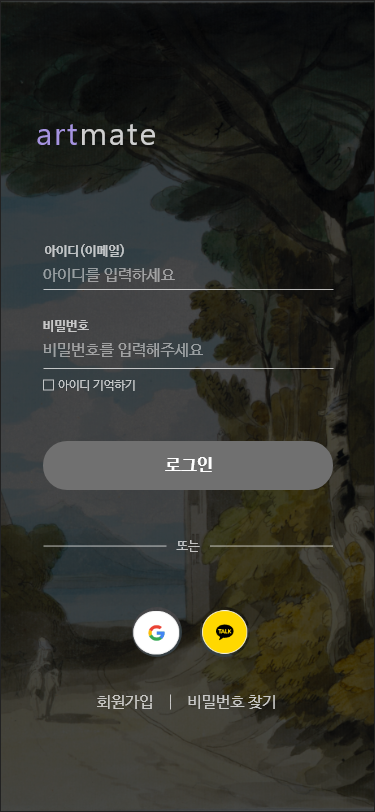 artmate
아이디(이메일)
아이디를 입력하세요
비밀번호
비밀번호를 입력해주세요
아이디 기억하기
로그인
또는
G TALK
회원가입 | 비밀번호 찾기